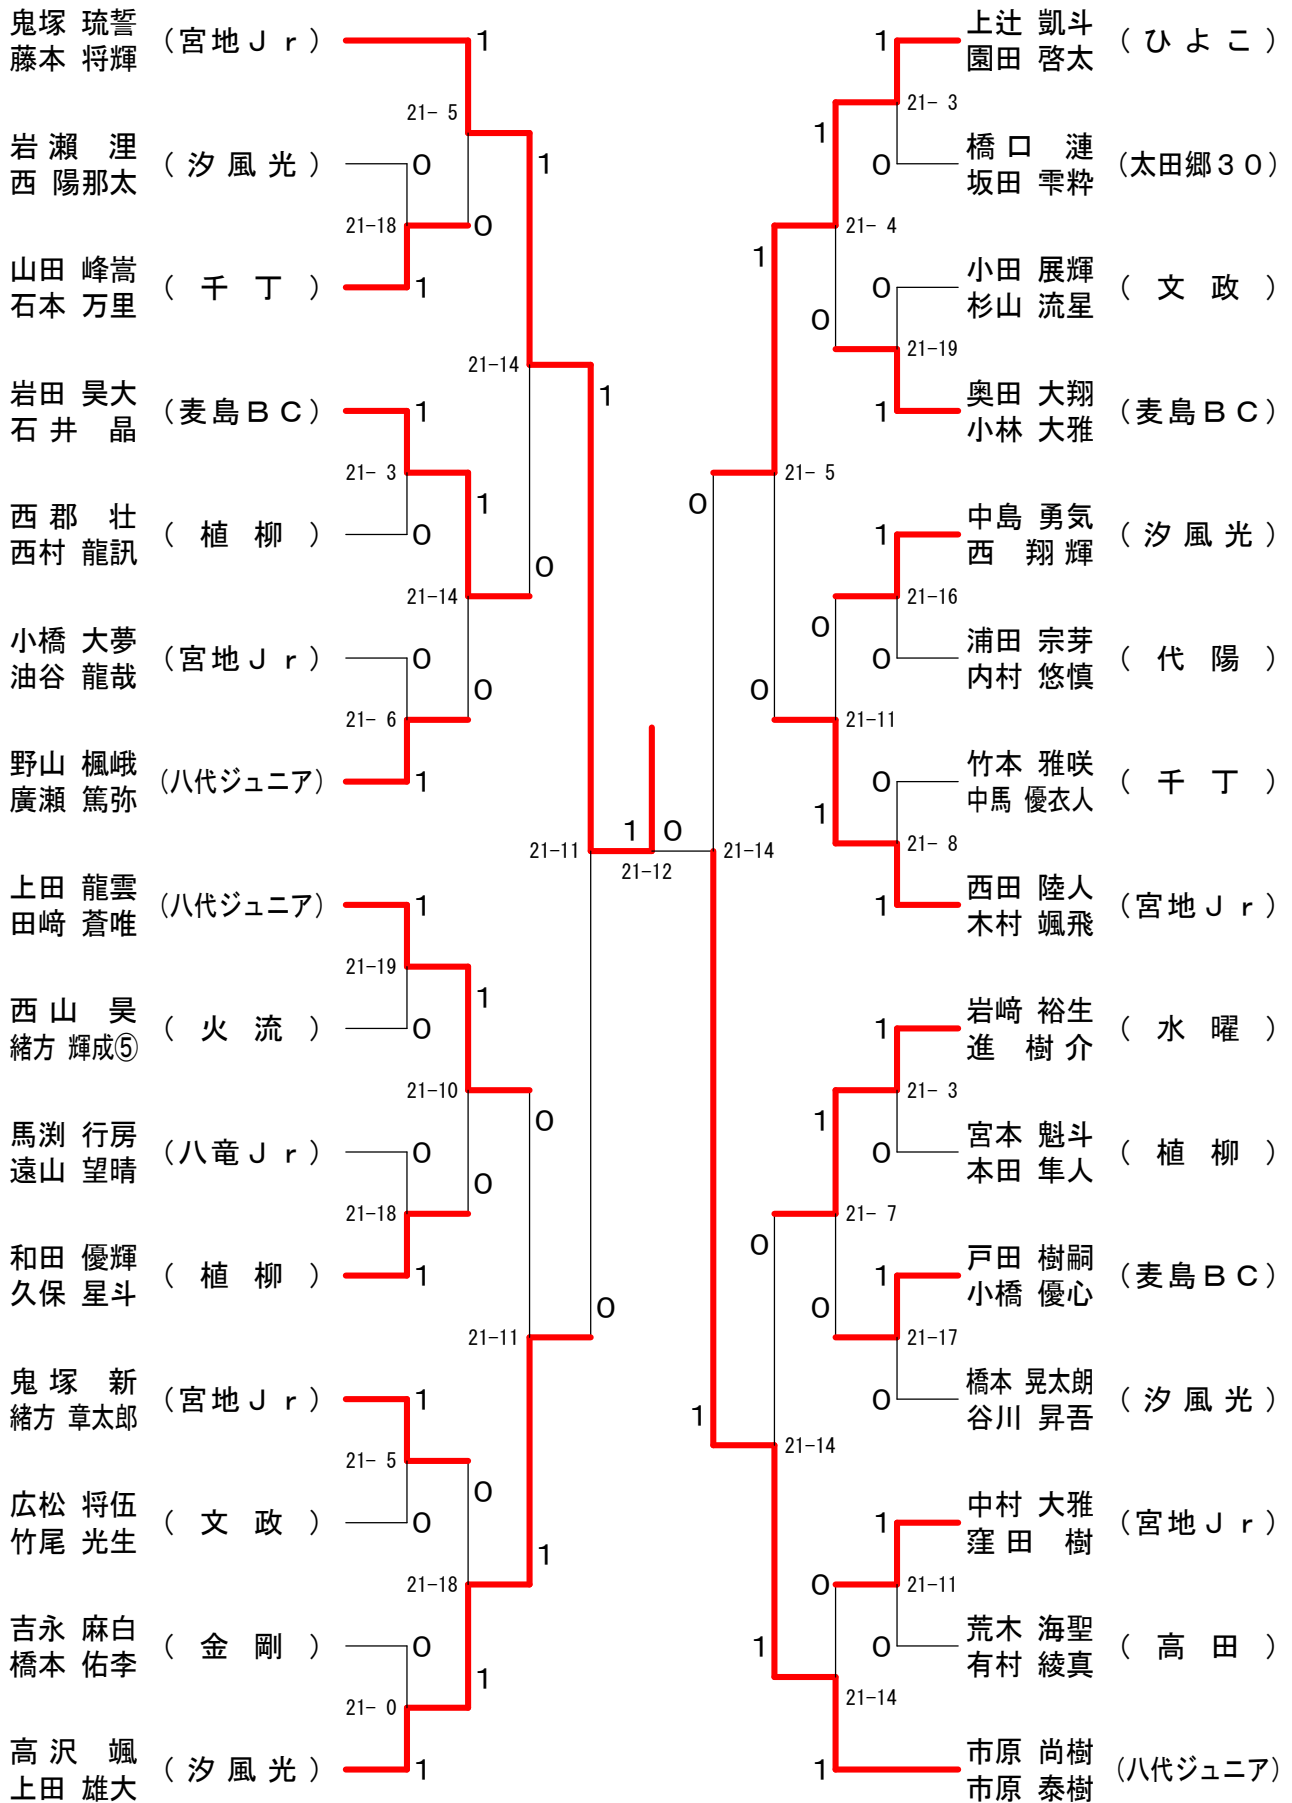 鬼塚 琉誓
藤本 将輝
(宮地Ｊｒ)
1
21- 5
岩瀬 浬
西 陽那太
(汐風光)
0
1
21-18
0
山田 峰嵩
石本 万里
(千丁)
1
21-14
岩田 昊大
石井 晶
(麦島ＢＣ)
1
1
21- 3
1
西郡 壮
西村 龍訊
(植柳)
0
0
21-14
小橋 大夢
油谷 龍哉
(宮地Ｊｒ)
0
0
21- 6
野山 楓峨
廣瀬 篤弥
(八代ジュニア)
1
21-11
1
0
21-12
上田 龍雲
田﨑 蒼唯
(八代ジュニア)
1
21-19
1
西山 昊
緒方 輝成⑤
(火流)
0
21-10
0
馬渕 行房
遠山 望晴
(八竜Ｊｒ)
0
0
21-18
和田 優輝
久保 星斗
(植柳)
1
0
21-11
鬼塚 新
緒方 章太郎
(宮地Ｊｒ)
1
21- 5
0
広松 将伍
竹尾 光生
(文政)
0
1
21-18
吉永 麻白
橋本 佑李
(金剛)
0
1
21- 0
高沢 颯
上田 雄大
(汐風光)
1
1
上辻 凱斗
園田 啓太
(ひよこ)
21- 3
1
0
橋口 漣
坂田 雫粋
(太田郷３０)
21- 4
1
0
小田 展輝
杉山 流星
(文政)
0
21-19
1
奥田 大翔
小林 大雅
(麦島ＢＣ)
21- 5
0
1
中島 勇気
西 翔輝
(汐風光)
21-16
0
0
浦田 宗芽
内村 悠慎
(代陽)
0
21-11
0
竹本 雅咲
中馬 優衣人
(千丁)
1
21- 8
21-14
1
西田 陸人
木村 颯飛
(宮地Ｊｒ)
1
岩﨑 裕生
進 樹介
(水曜)
21- 3
1
0
宮本 魁斗
本田 隼人
(植柳)
21- 7
0
1
戸田 樹嗣
小橋 優心
(麦島ＢＣ)
0
21-17
0
橋本 晃太朗
谷川 昇吾
(汐風光)
1
21-14
1
中村 大雅
窪田 樹
(宮地Ｊｒ)
0
21-11
0
荒木 海聖
有村 綾真
(高田)
1
21-14
1
市原 尚樹
市原 泰樹
(八代ジュニア)